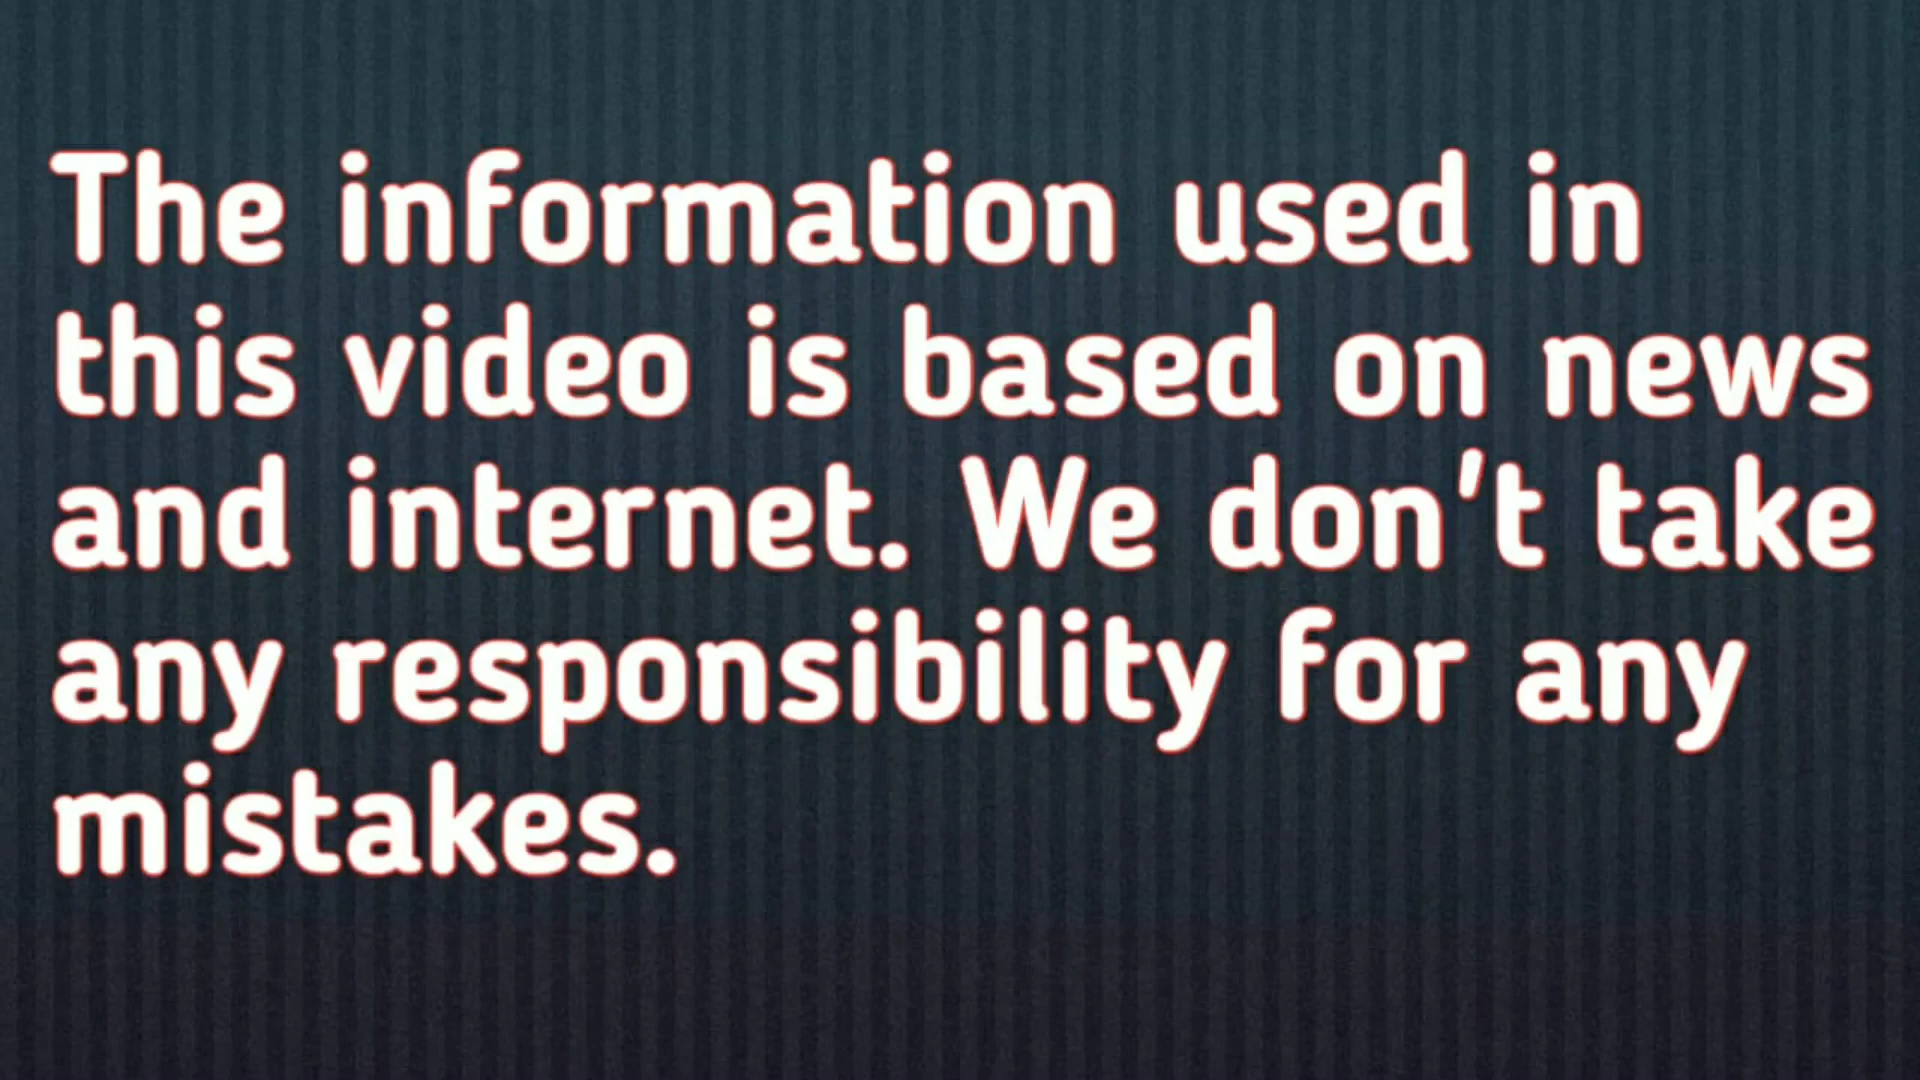 The information used in
this video is based on news
and internet. We don't take
any responsibility for any
mistakes.